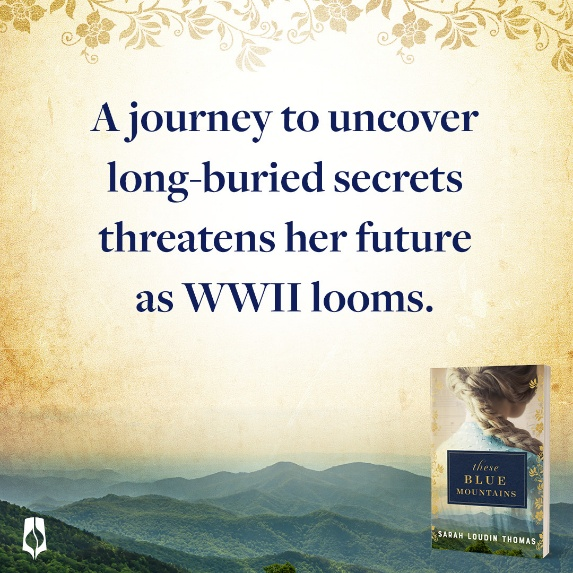 A journey to uncover
long-buried secrets
threatens her future
as WWII looms.
these
BLUE
MOUNTAINS
SARAH LOUDIN THOMAS